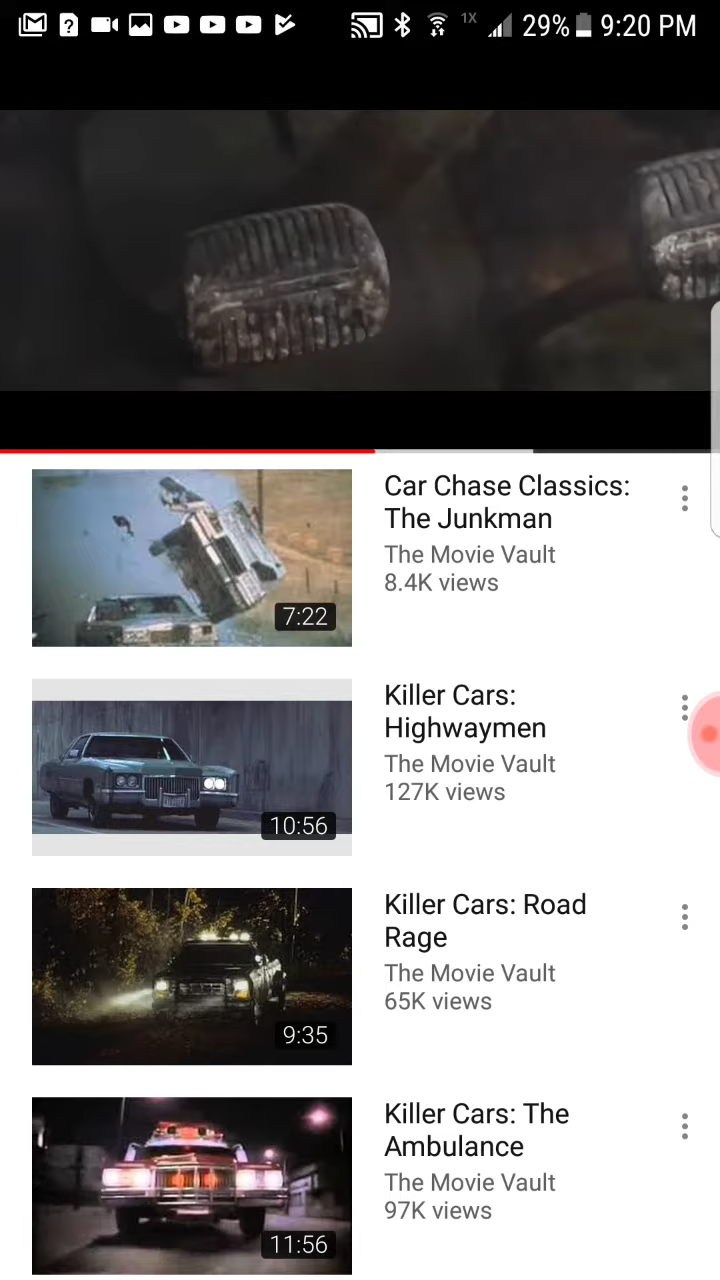 1X 29% 9:20 PM
Car Chase Classics:
The Junkman
The Movie Vault
8.4K views
7:22
Killer Cars:
Highwaymen
The Movie Vault
127K views
10:56
Killer Cars: Road
Rage
The Movie Vault
65K views
9:35
Killer Cars: The
Ambulance
The Movie Vault
97K views
11:56